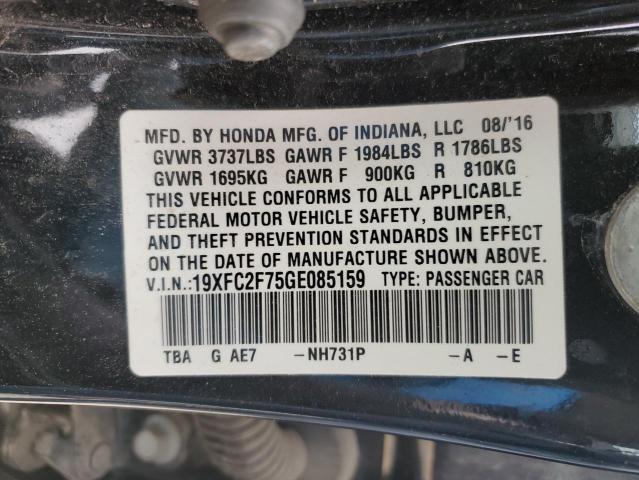 MFD. BY HONDA MFG. OF INDIANA, LLC 08/'16
GVWR 3737LBS GAWR F 1984LBS R 1786LBS
GVWR 1695KG GAWR F 900KG R 810KG
THIS VEHICLE CONFORMS TO ALL APPLICABLE
FEDERAL MOTOR VEHICLE SAFETY, BUMPER,
AND THEFT PREVENTION STANDARDS IN EFFECT
ON THE DATE OF MANUFACTURE SHOWN ABOVE.
V.I.N.:19XFC2F75GE085159 TYPE: PASSENGER CAR
TBA G AE7 -NH731P -A -E